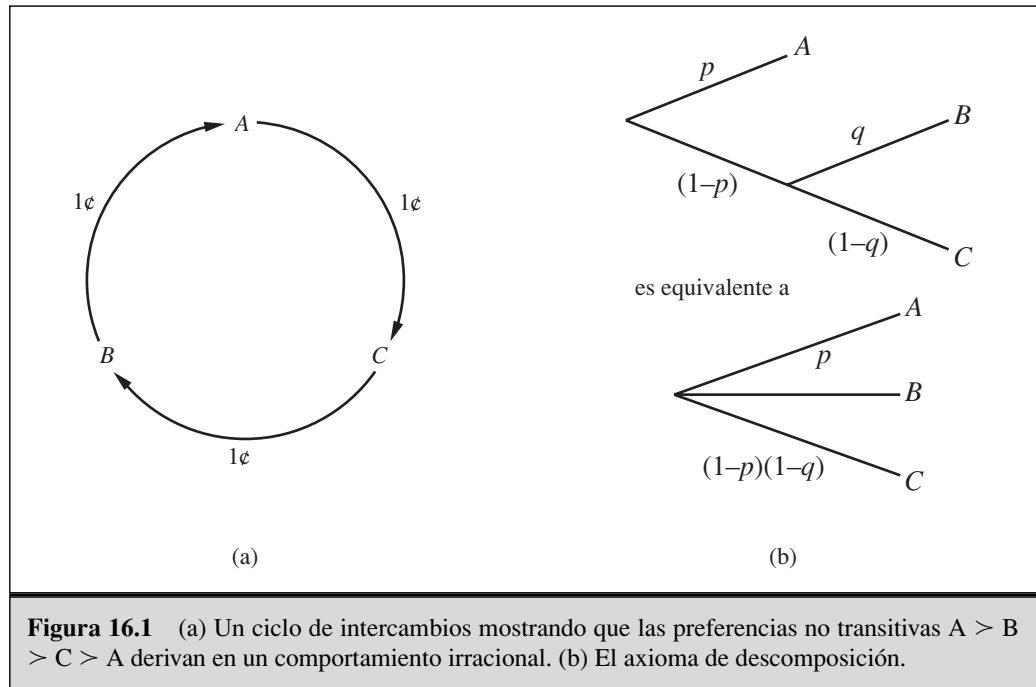 A
1¢
1¢
B
C
1¢
(a)
p
A
q
B
(1–p)
(1–q)
C
es equivalente a
A
p
B
(1–p)(1–q)
C
(b)
Figura 16.1 (a) Un ciclo de intercambios mostrando que las preferencias no transitivas A ≻ B
≻ C ≻ A derivan en un comportamiento irracional. (b) El axioma de descomposición.